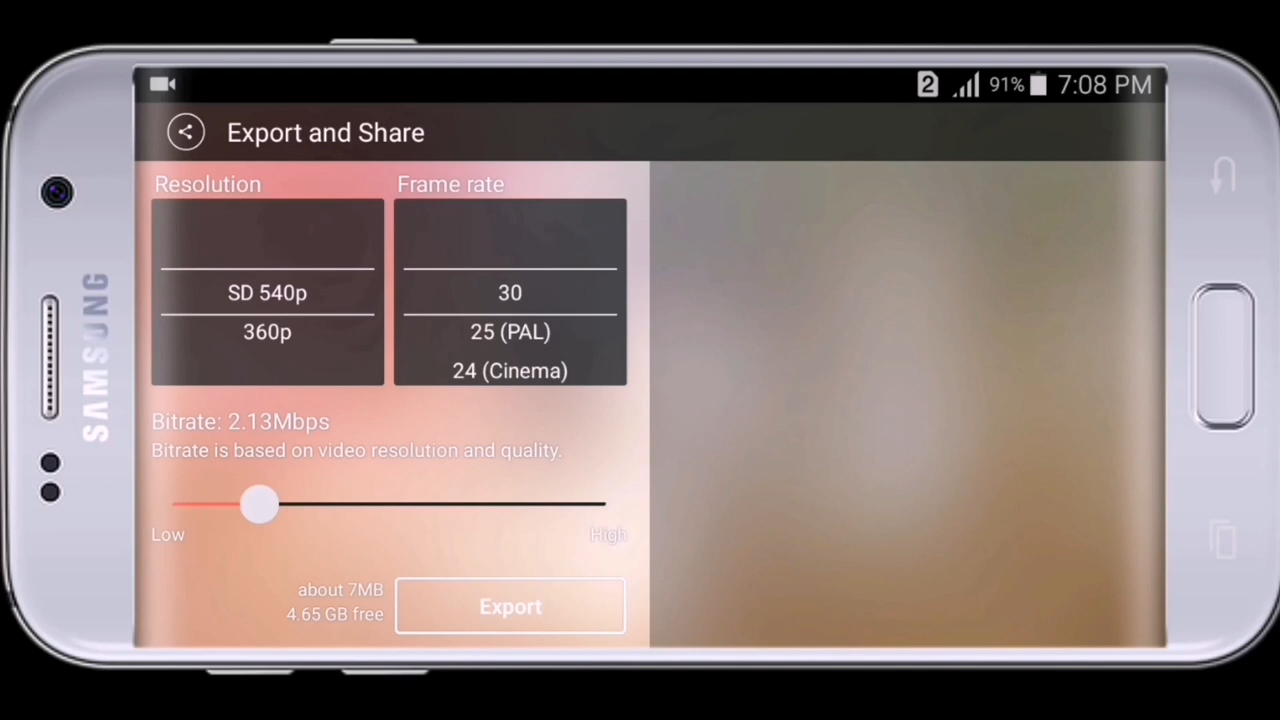 2 91% 7:08 PM
Export and Share
Resolution
Frame rate
SD 540p
360p
30
25 (PAL)
24 (Cinema)
Bitrate: 2.13Mbps
Bitrate is based on video resolution and quality.
Low
High
about 7MB
4.65 GB free
Export
SAMSUNG